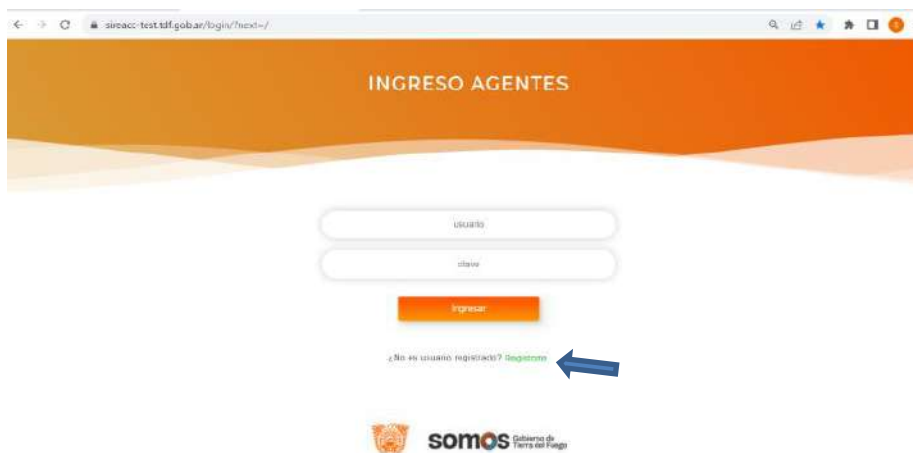 sireacc-test.tdf.gob.ar/login/?next=/
INGRESO AGENTES
usuario
clave
Ingresar
¿No es usuario registrado? Registrese
somos Gobierno de
Tierra del Fuego